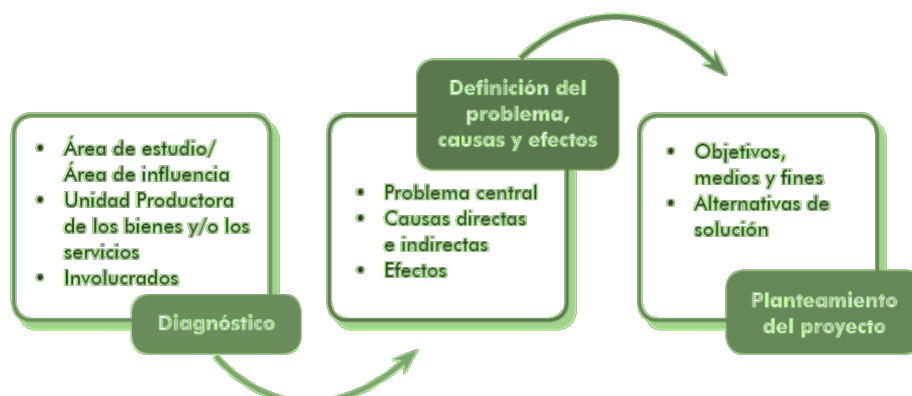 • Área de estudio/
Área de influencia
• Unidad Productora
de los bienes y/o los
servicios
• Involucrados
Diagnóstico
Definición del
problema,
causas y efectos
• Problema central
• Causas directas
e indirectas
• Efectos
• Objetivos,
medios y fines
• Alternativas de
solución
Planteamiento
del proyecto